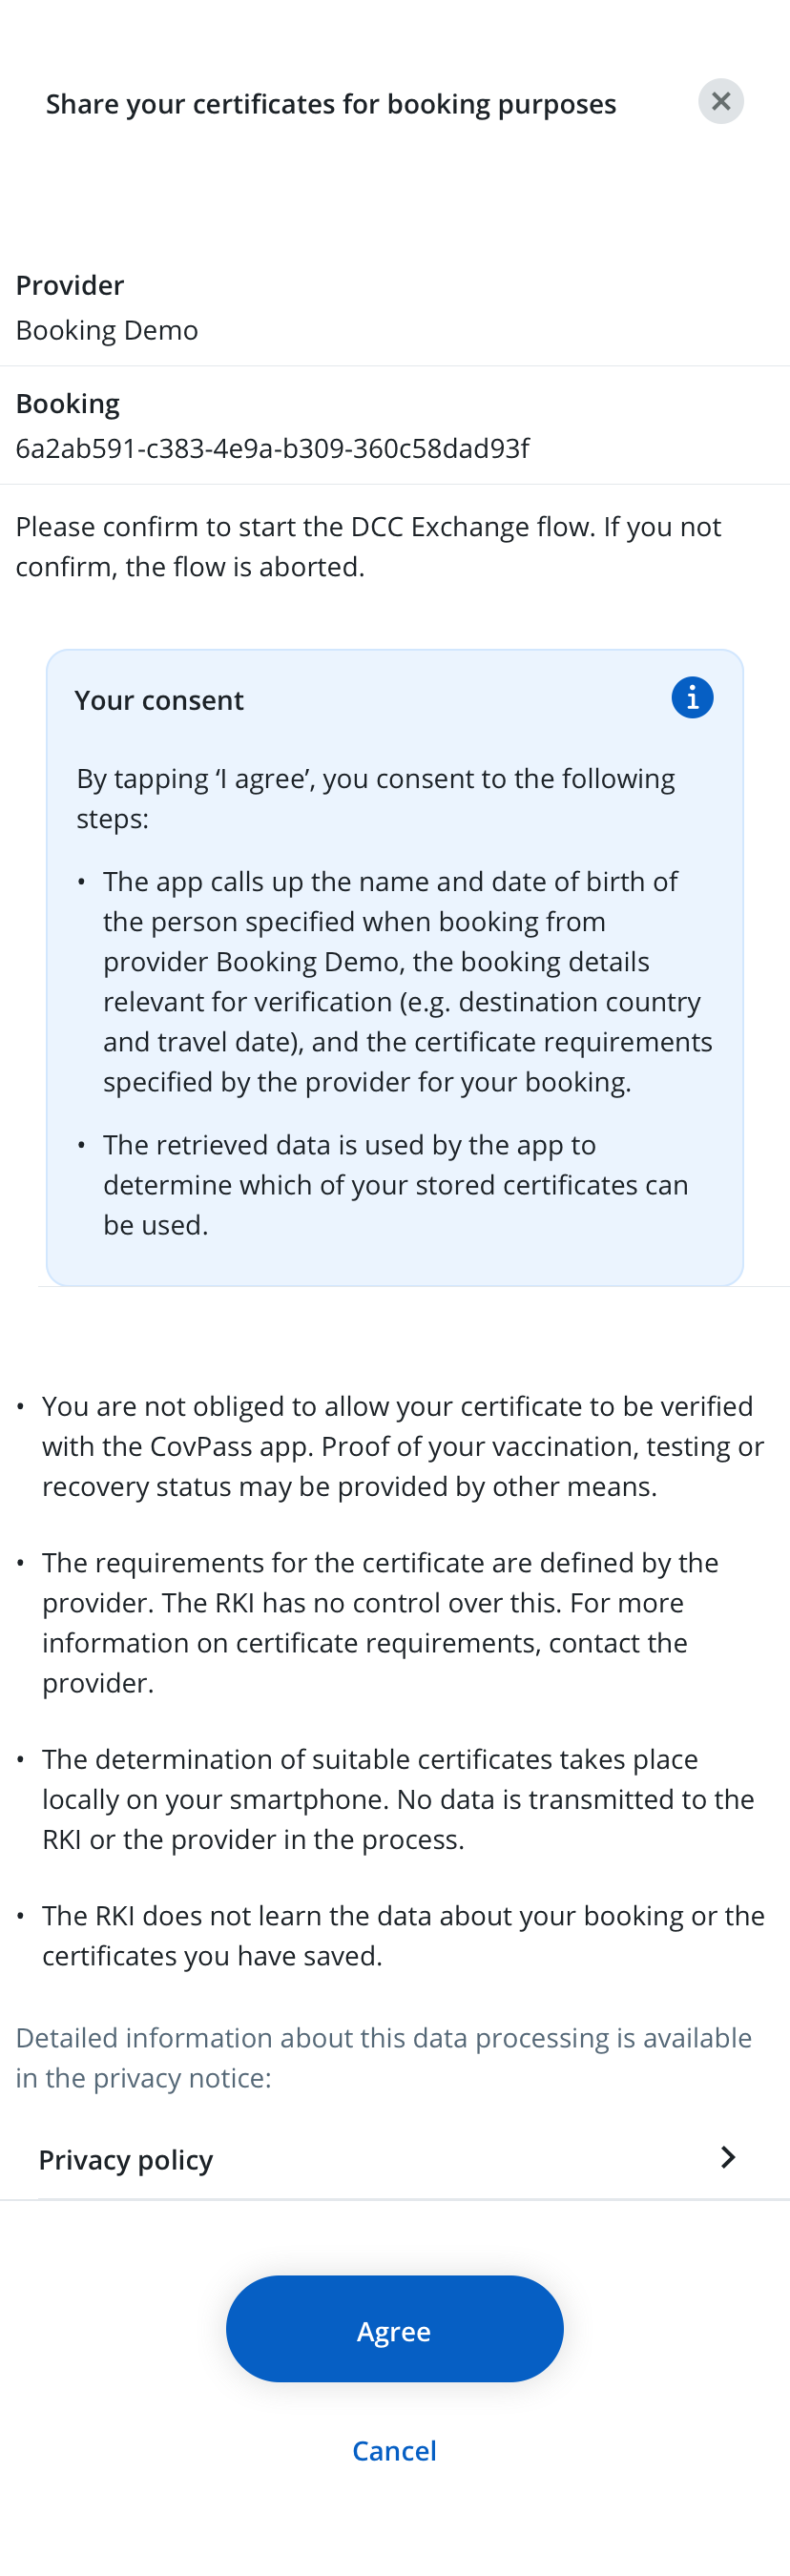 Share your certificates for booking purposes
Provider
Booking Demo
Booking
6a2ab591-c383-4e9a-b309-360c58dad93f
Please confirm to start the DCC Exchange flow. If you not
confirm, the flow is aborted.
Your consent
By tapping ‘I agree’, you consent to the following
steps:
• The app calls up the name and date of birth of
the person specified when booking from
provider Booking Demo, the booking details
relevant for verification (e.g. destination country
and travel date), and the certificate requirements
specified by the provider for your booking.
• The retrieved data is used by the app to
determine which of your stored certificates can
be used.
• You are not obliged to allow your certificate to be verified
with the CovPass app. Proof of your vaccination, testing or
recovery status may be provided by other means.
• The requirements for the certificate are defined by the
provider. The RKI has no control over this. For more
information on certificate requirements, contact the
provider.
• The determination of suitable certificates takes place
locally on your smartphone. No data is transmitted to the
RKI or the provider in the process.
• The RKI does not learn the data about your booking or the
certificates you have saved.
Detailed information about this data processing is available
in the privacy notice:
Privacy policy
Agree
Cancel